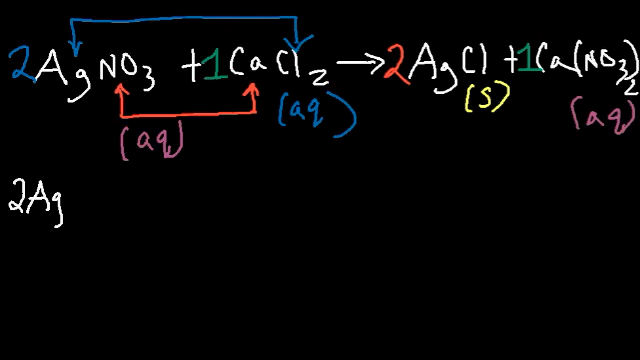 2AgNO₃ + 1CaCl₂ → 2AgCl + 1Ca(NO₃)₂
(aq) (aq) (s) (aq)
2Ag